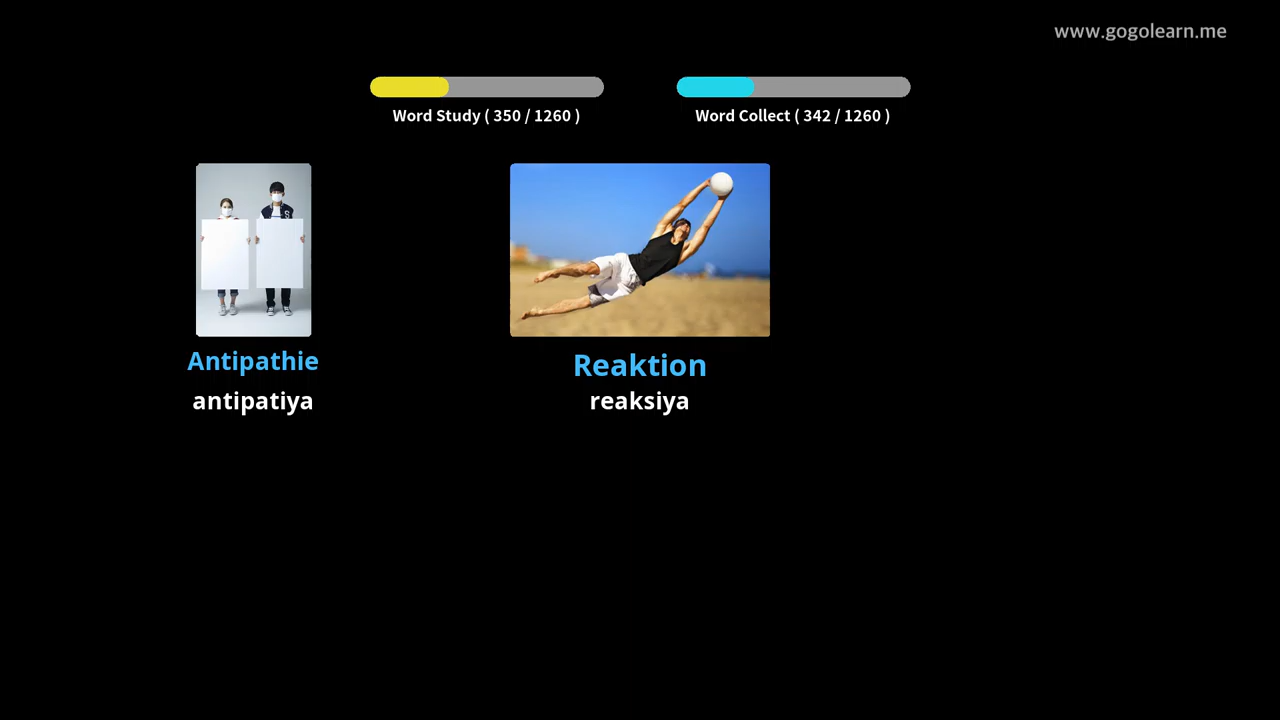 www.gogolearn.me
Word Study ( 350 / 1260 )
Word Collect ( 342 / 1260 )
Antipathie
antipatiya
Reaktion
reaksiya